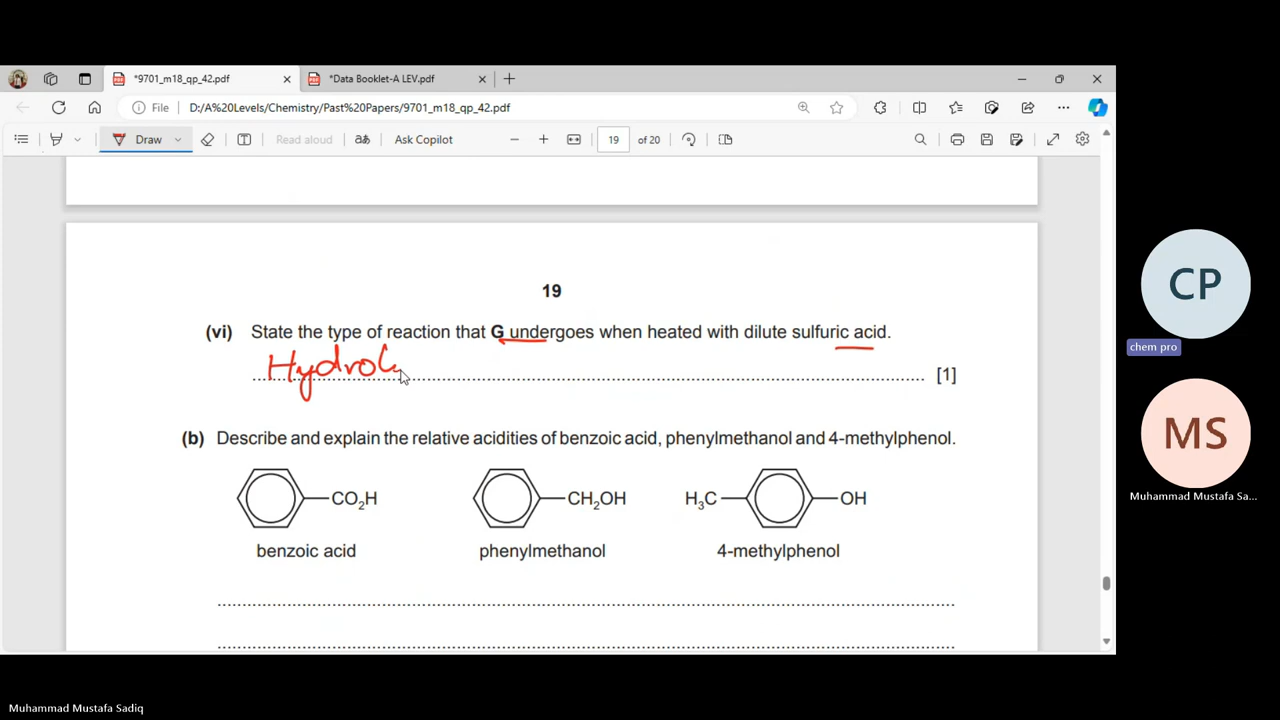 *9701_m18_qp_42.pdf
*Data Booklet-A LEV.pdf
File
D:/A%20Levels/Chemistry/Past%20Papers/9701_m18_qp_42.pdf
Draw
Read aloud
aあ
Ask Copilot
19
of 20
19
(vi) State the type of reaction that G undergoes when heated with dilute sulfuric acid.
Hydrol
[1]
(b) Describe and explain the relative acidities of benzoic acid, phenylmethanol and 4-methylphenol.
CO2H
CH2OH
H3C
OH
benzoic acid
phenylmethanol
4-methylphenol
CP
chem pro
MS
Muhammad Mustafa Sa...
Muhammad Mustafa Sadiq